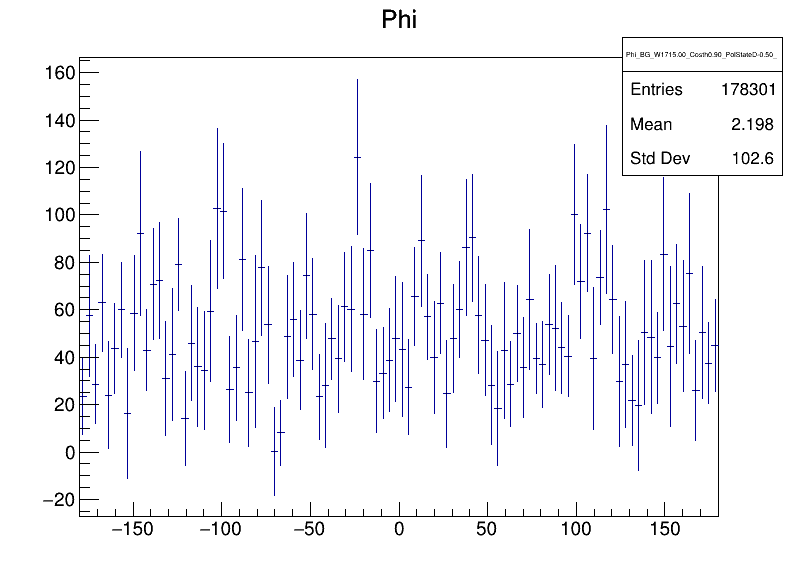 Phi
Phi_BG_W1715.00_Costh0.90_PolStateD-0.50_
Entries 178301
Mean 2.198
Std Dev 102.6
160
140
120
100
80
60
40
20
0
−20
−150 −100 −50 0 50 100 150